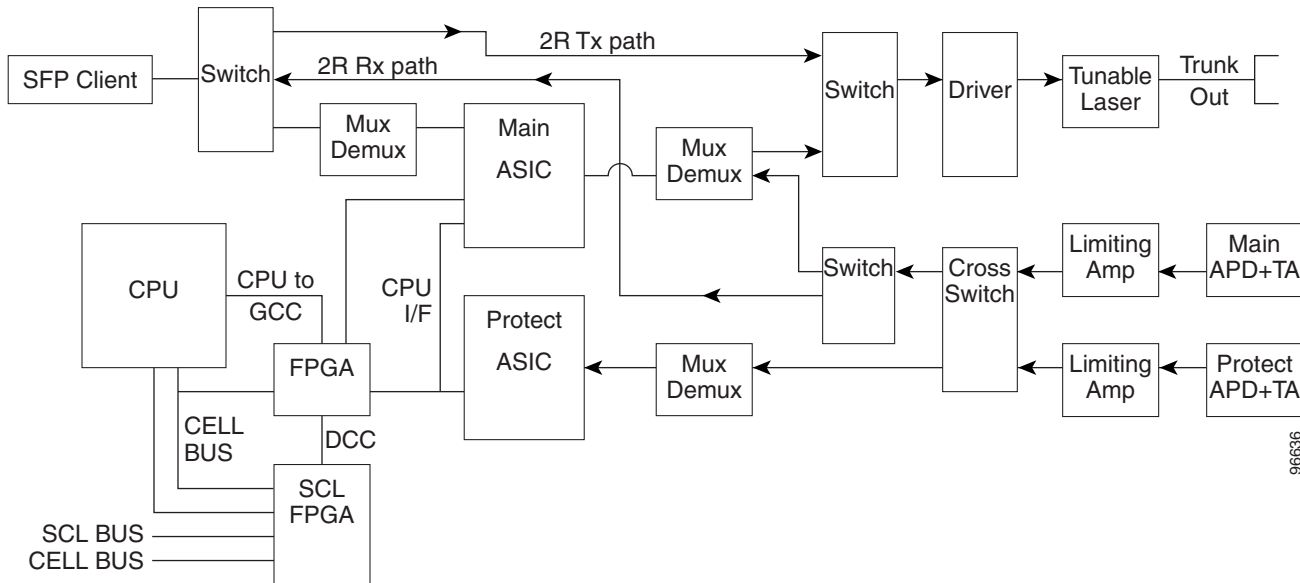 SFP Client
Switch
2R Tx path
2R Rx path
Mux
Demux
Main
ASIC
Mux
Demux
Switch
Driver
Tunable
Laser
Trunk
Out
CPU
CPU to
GCC
CPU
I/F
FPGA
Protect
ASIC
Mux
Demux
Switch
Cross
Switch
Limiting
Amp
Main
APD+TA
Limiting
Amp
Protect
APD+TA
CELL
BUS
DCC
SCL
FPGA
SCL BUS
CELL BUS
96636